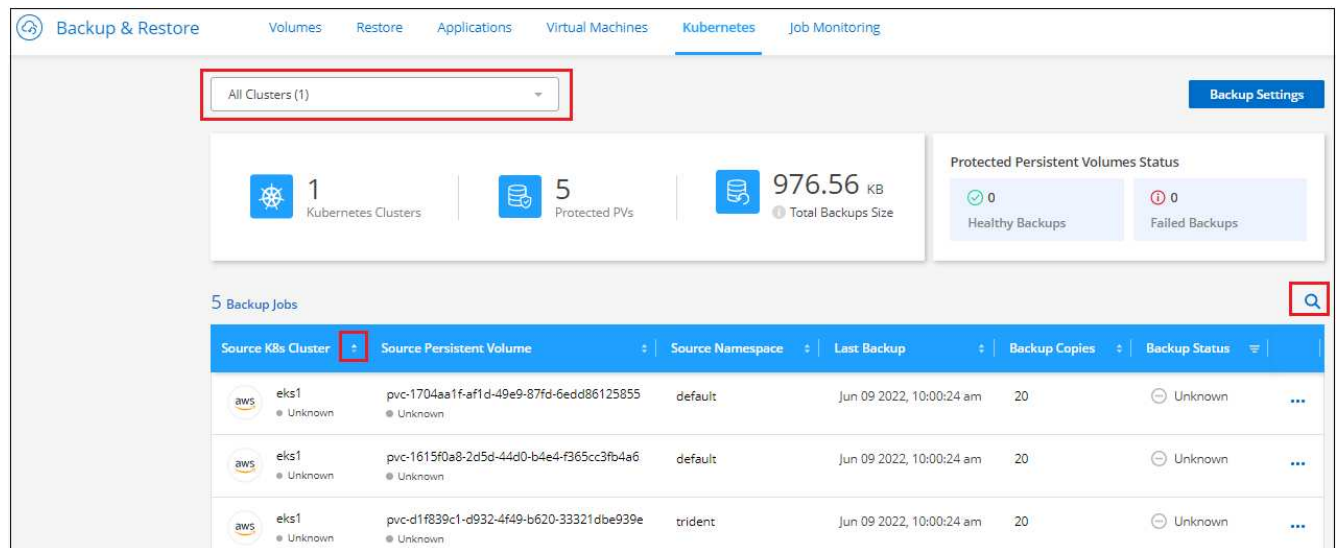 Backup & Restore Volumes Restore Applications Virtual Machines Kubernetes Job Monitoring
All Clusters (1)
Backup Settings
1
Kubernetes Clusters
5
Protected PVs
976.56 KB
Total Backups Size
Protected Persistent Volumes Status
0
Healthy Backups
0
Failed Backups
5 Backup Jobs
Source K8s Cluster Source Persistent Volume Source Namespace Last Backup Backup Copies Backup Status
aws eks1 pvc-1704aa1f-af1d-49e9-87fd-6edd86125855 default Jun 09 2022, 10:00:24 am 20 Unknown ...
Unknown Unknown
aws eks1 pvc-1615f0a8-2d5d-44d0-b4e4-f365cc3fb4a6 default Jun 09 2022, 10:00:24 am 20 Unknown ...
Unknown Unknown
aws eks1 pvc-d1f839c1-d932-4f49-b620-33321dbe939e trident Jun 09 2022, 10:00:24 am 20 Unknown ...
Unknown Unknown